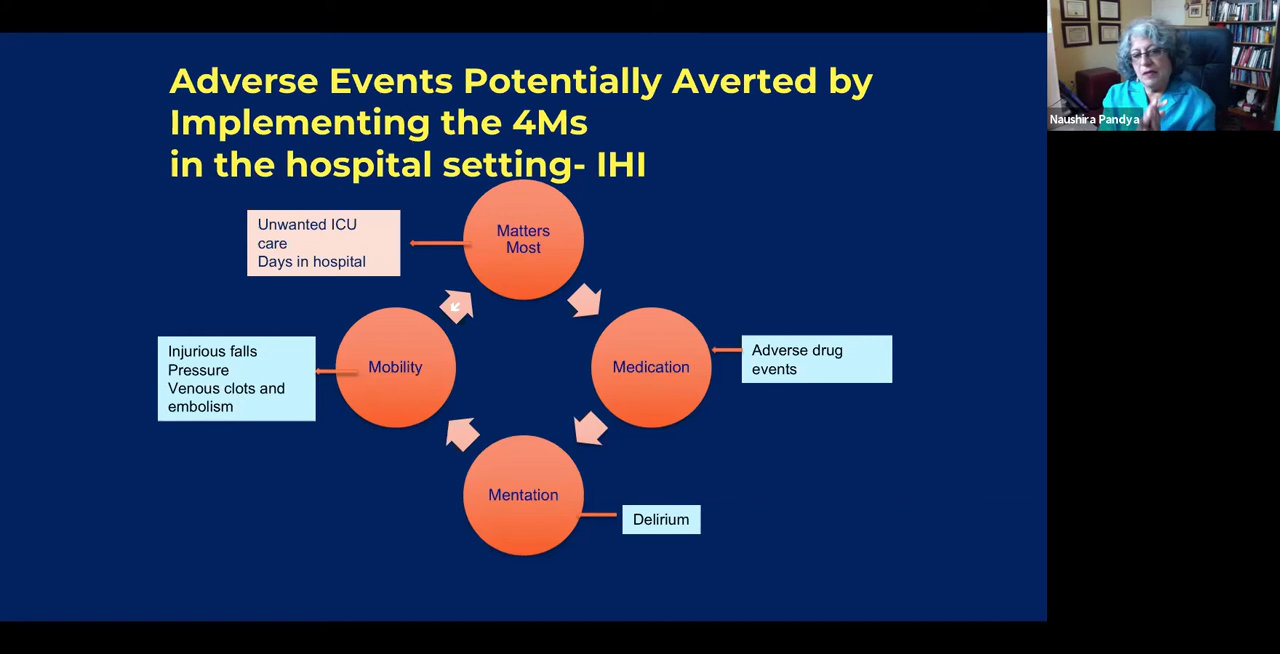 Adverse Events Potentially Averted by
Implementing the 4Ms
in the hospital setting- IHI
Naushira Pandya
Unwanted ICU
care
Days in hospital
Matters
Most
Injurious falls
Pressure
Venous clots and
embolism
Mobility
Medication
Adverse drug
events
Mentation
Delirium